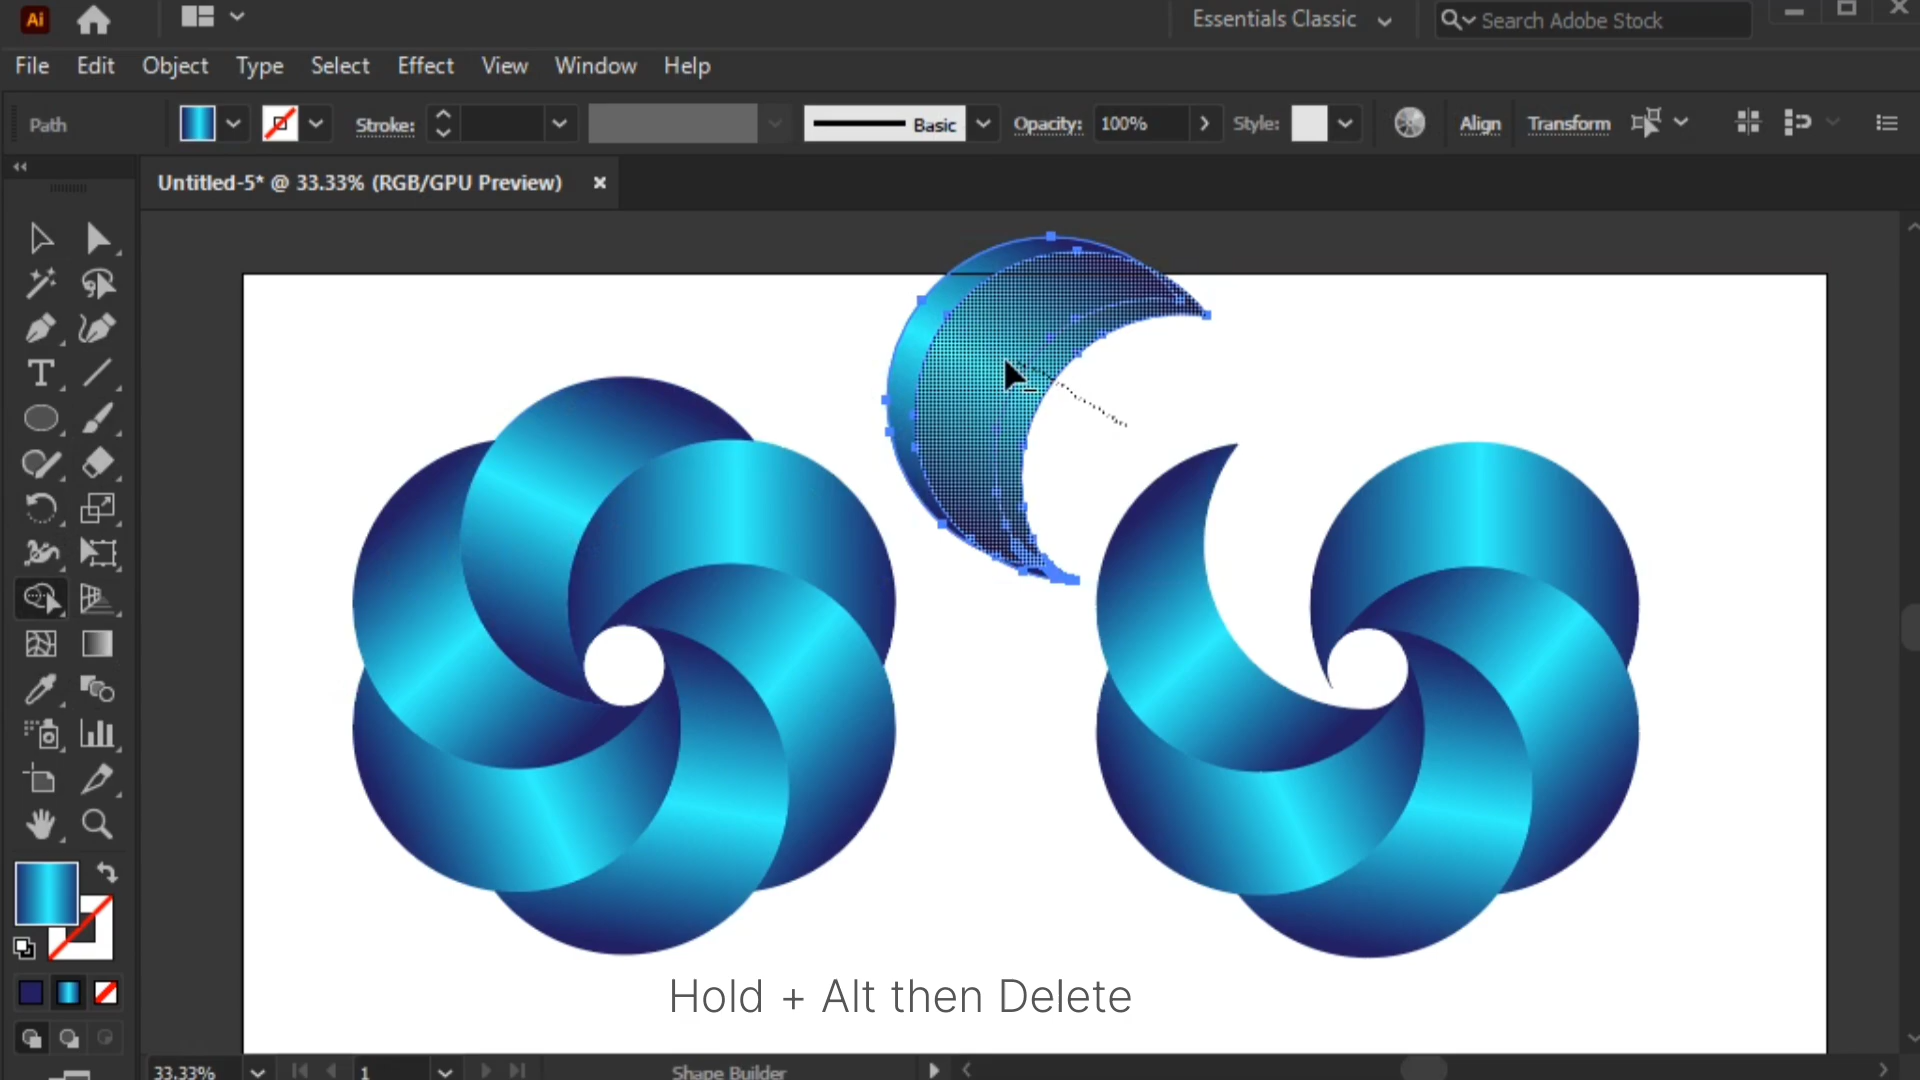 Ai
Essentials Classic
Search Adobe Stock
File Edit Object Type Select Effect View Window Help
Path Stroke: Basic Opacity: 100% Style: Align Transform
Untitled-5* @ 33.33% (RGB/GPU Preview)
T
Hold + Alt then Delete
33.33% 1 Shape Builder